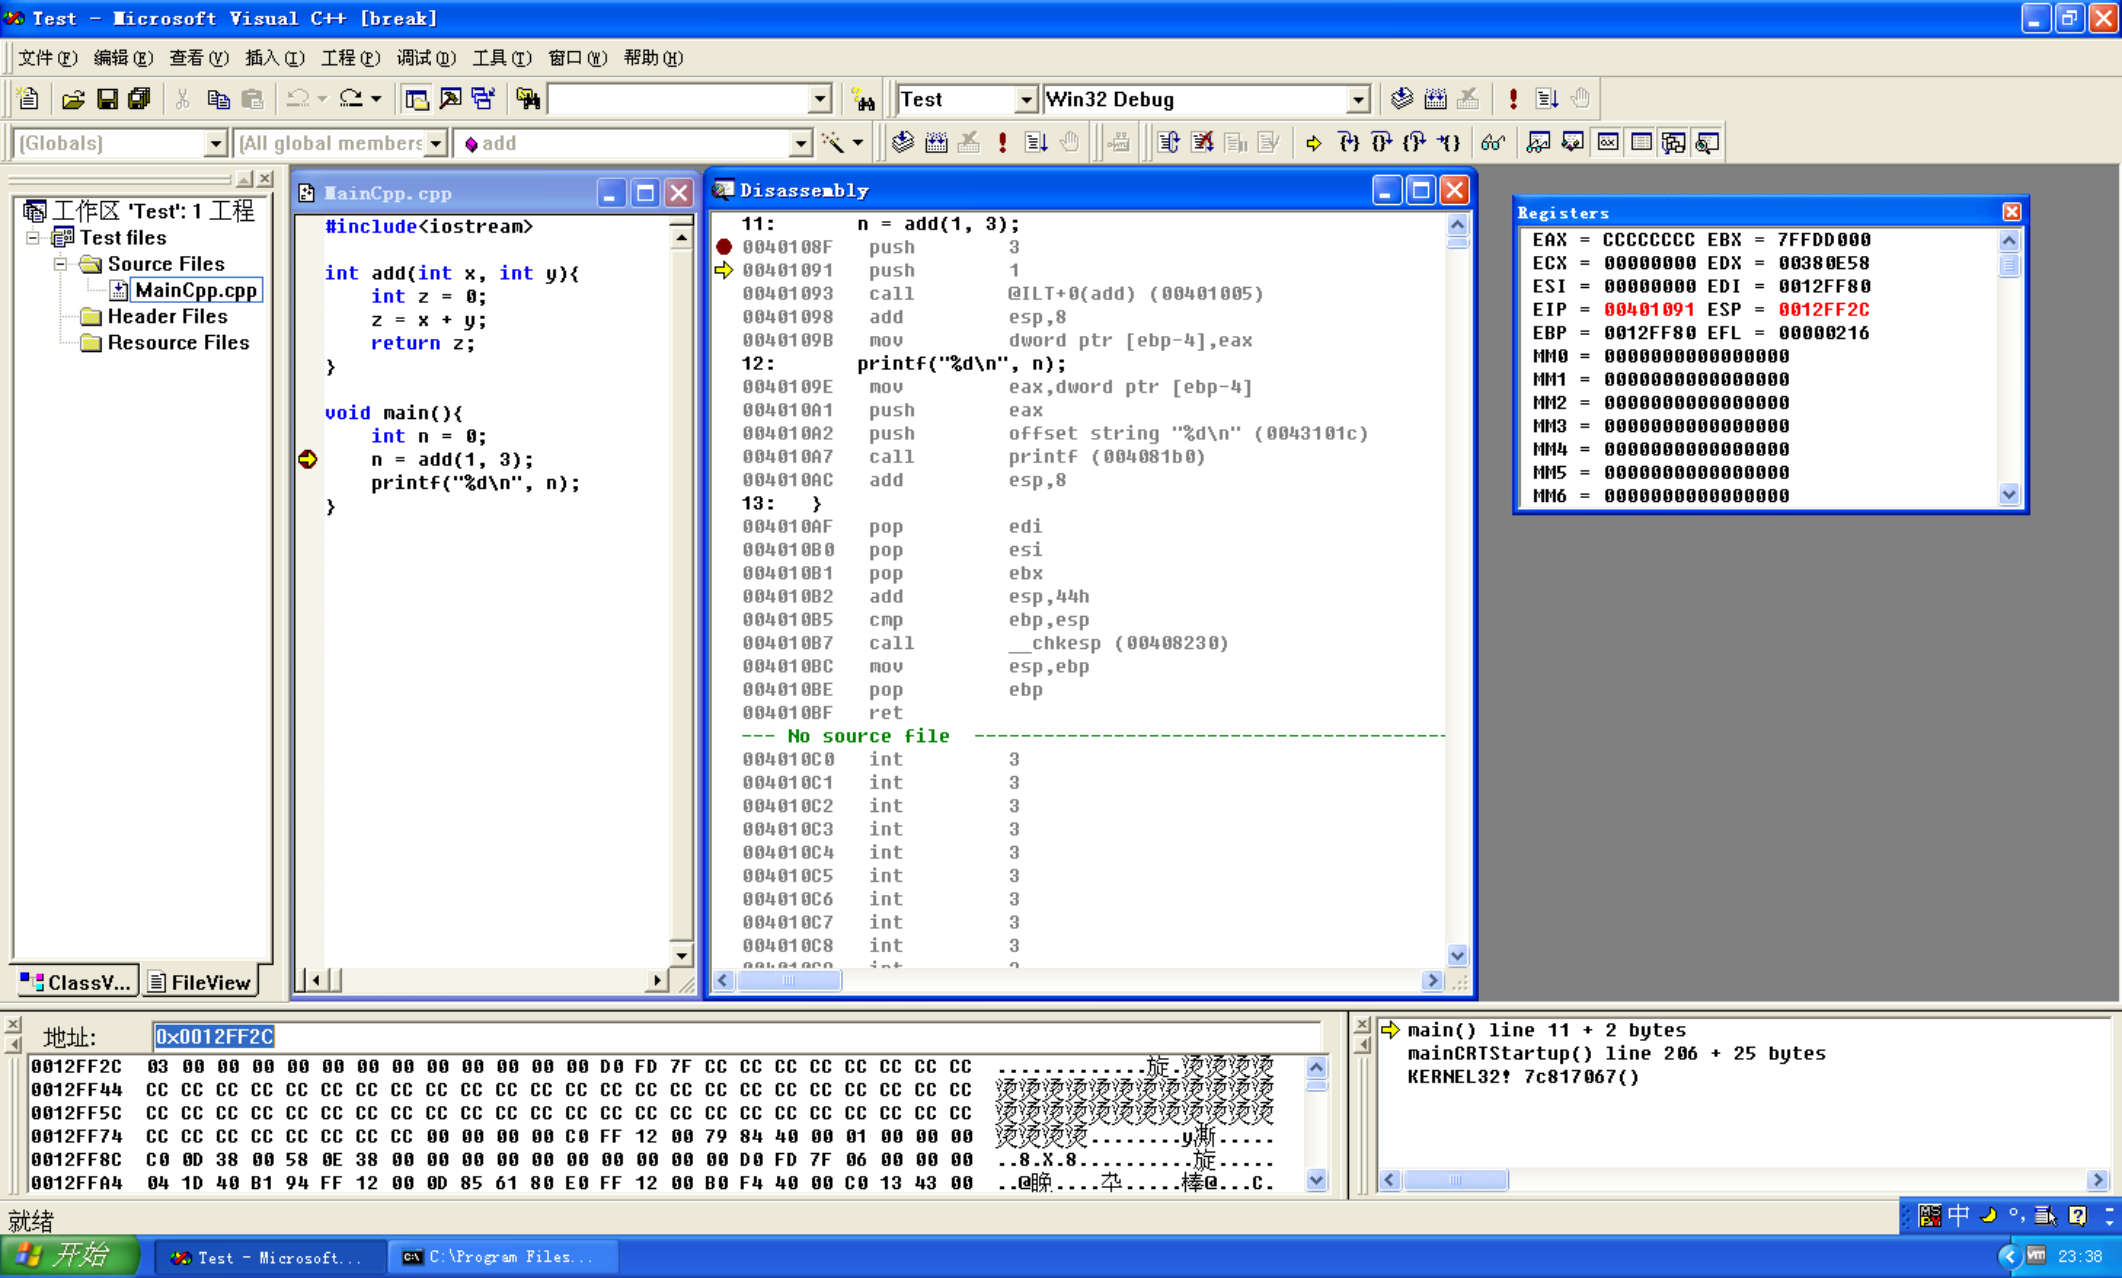 Test - Microsoft Visual C++ [break]
文件(F) 编辑(E) 查看(V) 插入(I) 工程(P) 调试(D) 工具(T) 窗口(W) 帮助(H)
Test Win32 Debug
(Globals) (All global members add
工作区 'Test': 1 工程
Test files
Source Files
MainCpp.cpp
Header Files
Resource Files
ClassV... FileView
MainCpp.cpp
#include<iostream>
int add(int x, int y){
int z = 0;
z = x + y;
return z;
}
void main(){
int n = 0;
n = add(1, 3);
printf("%d\n", n);
}
Disassembly
11: n = add(1, 3);
0040108F push 3
00401091 push 1
00401093 call @ILT+0(add) (00401005)
00401098 add esp,8
0040109B mov dword ptr [ebp-4],eax
12: printf("%d\n", n);
0040109E mov eax,dword ptr [ebp-4]
004010A1 push eax
004010A2 push offset string "%d\n" (0043101c)
004010A7 call printf (004081b0)
004010AC add esp,8
13: }
004010AF pop edi
004010B0 pop esi
004010B1 pop ebx
004010B2 add esp,44h
004010B5 cmp ebp,esp
004010B7 call __chkesp (00408230)
004010BC mov esp,ebp
004010BE pop ebp
004010BF ret
--- No source file -----------------------------------------
004010C0 int 3
004010C1 int 3
004010C2 int 3
004010C3 int 3
004010C4 int 3
004010C5 int 3
004010C6 int 3
004010C7 int 3
004010C8 int 3
Registers
EAX = CCCCCCCC EBX = 7FFDD000
ECX = 00000000 EDX = 00380E58
ESI = 00000000 EDI = 0012FF80
EIP = 00401091 ESP = 0012FF2C
EBP = 0012FF80 EFL = 00000216
MM0 = 0000000000000000
MM1 = 0000000000000000
MM2 = 0000000000000000
MM3 = 0000000000000000
MM4 = 0000000000000000
MM5 = 0000000000000000
MM6 = 0000000000000000
地址: 0x0012FF2C
0012FF2C 03 00 00 00 00 00 00 00 00 00 00 00 00 D0 FD 7F CC CC CC CC CC CC CC CC .............旋.烫烫烫烫
0012FF44 CC CC CC CC CC CC CC CC CC CC CC CC CC CC CC CC CC CC CC CC CC CC CC CC 烫烫烫烫烫烫烫烫烫烫烫烫
0012FF5C CC CC CC CC CC CC CC CC CC CC CC CC CC CC CC CC CC CC CC CC CC CC CC CC 烫烫烫烫烫烫烫烫烫烫烫烫
0012FF74 CC CC CC CC CC CC CC CC 00 00 00 00 C0 FF 12 00 79 84 40 00 01 00 00 00 烫烫烫烫........y凘.....
0012FF8C C0 0D 38 00 58 0E 38 00 00 00 00 00 00 00 00 00 00 D0 FD 7F 06 00 00 00 ..8.X.8..........旋.....
0012FFA4 04 1D 40 B1 94 FF 12 00 0D 85 61 80 E0 FF 12 00 B0 F4 40 00 C0 13 43 00
main() line 11 + 2 bytes
mainCRTStartup() line 206 + 25 bytes
KERNEL32! 7c817067()
就绪
中
开始 Test - Microsoft... C:\Program Files... 23:38